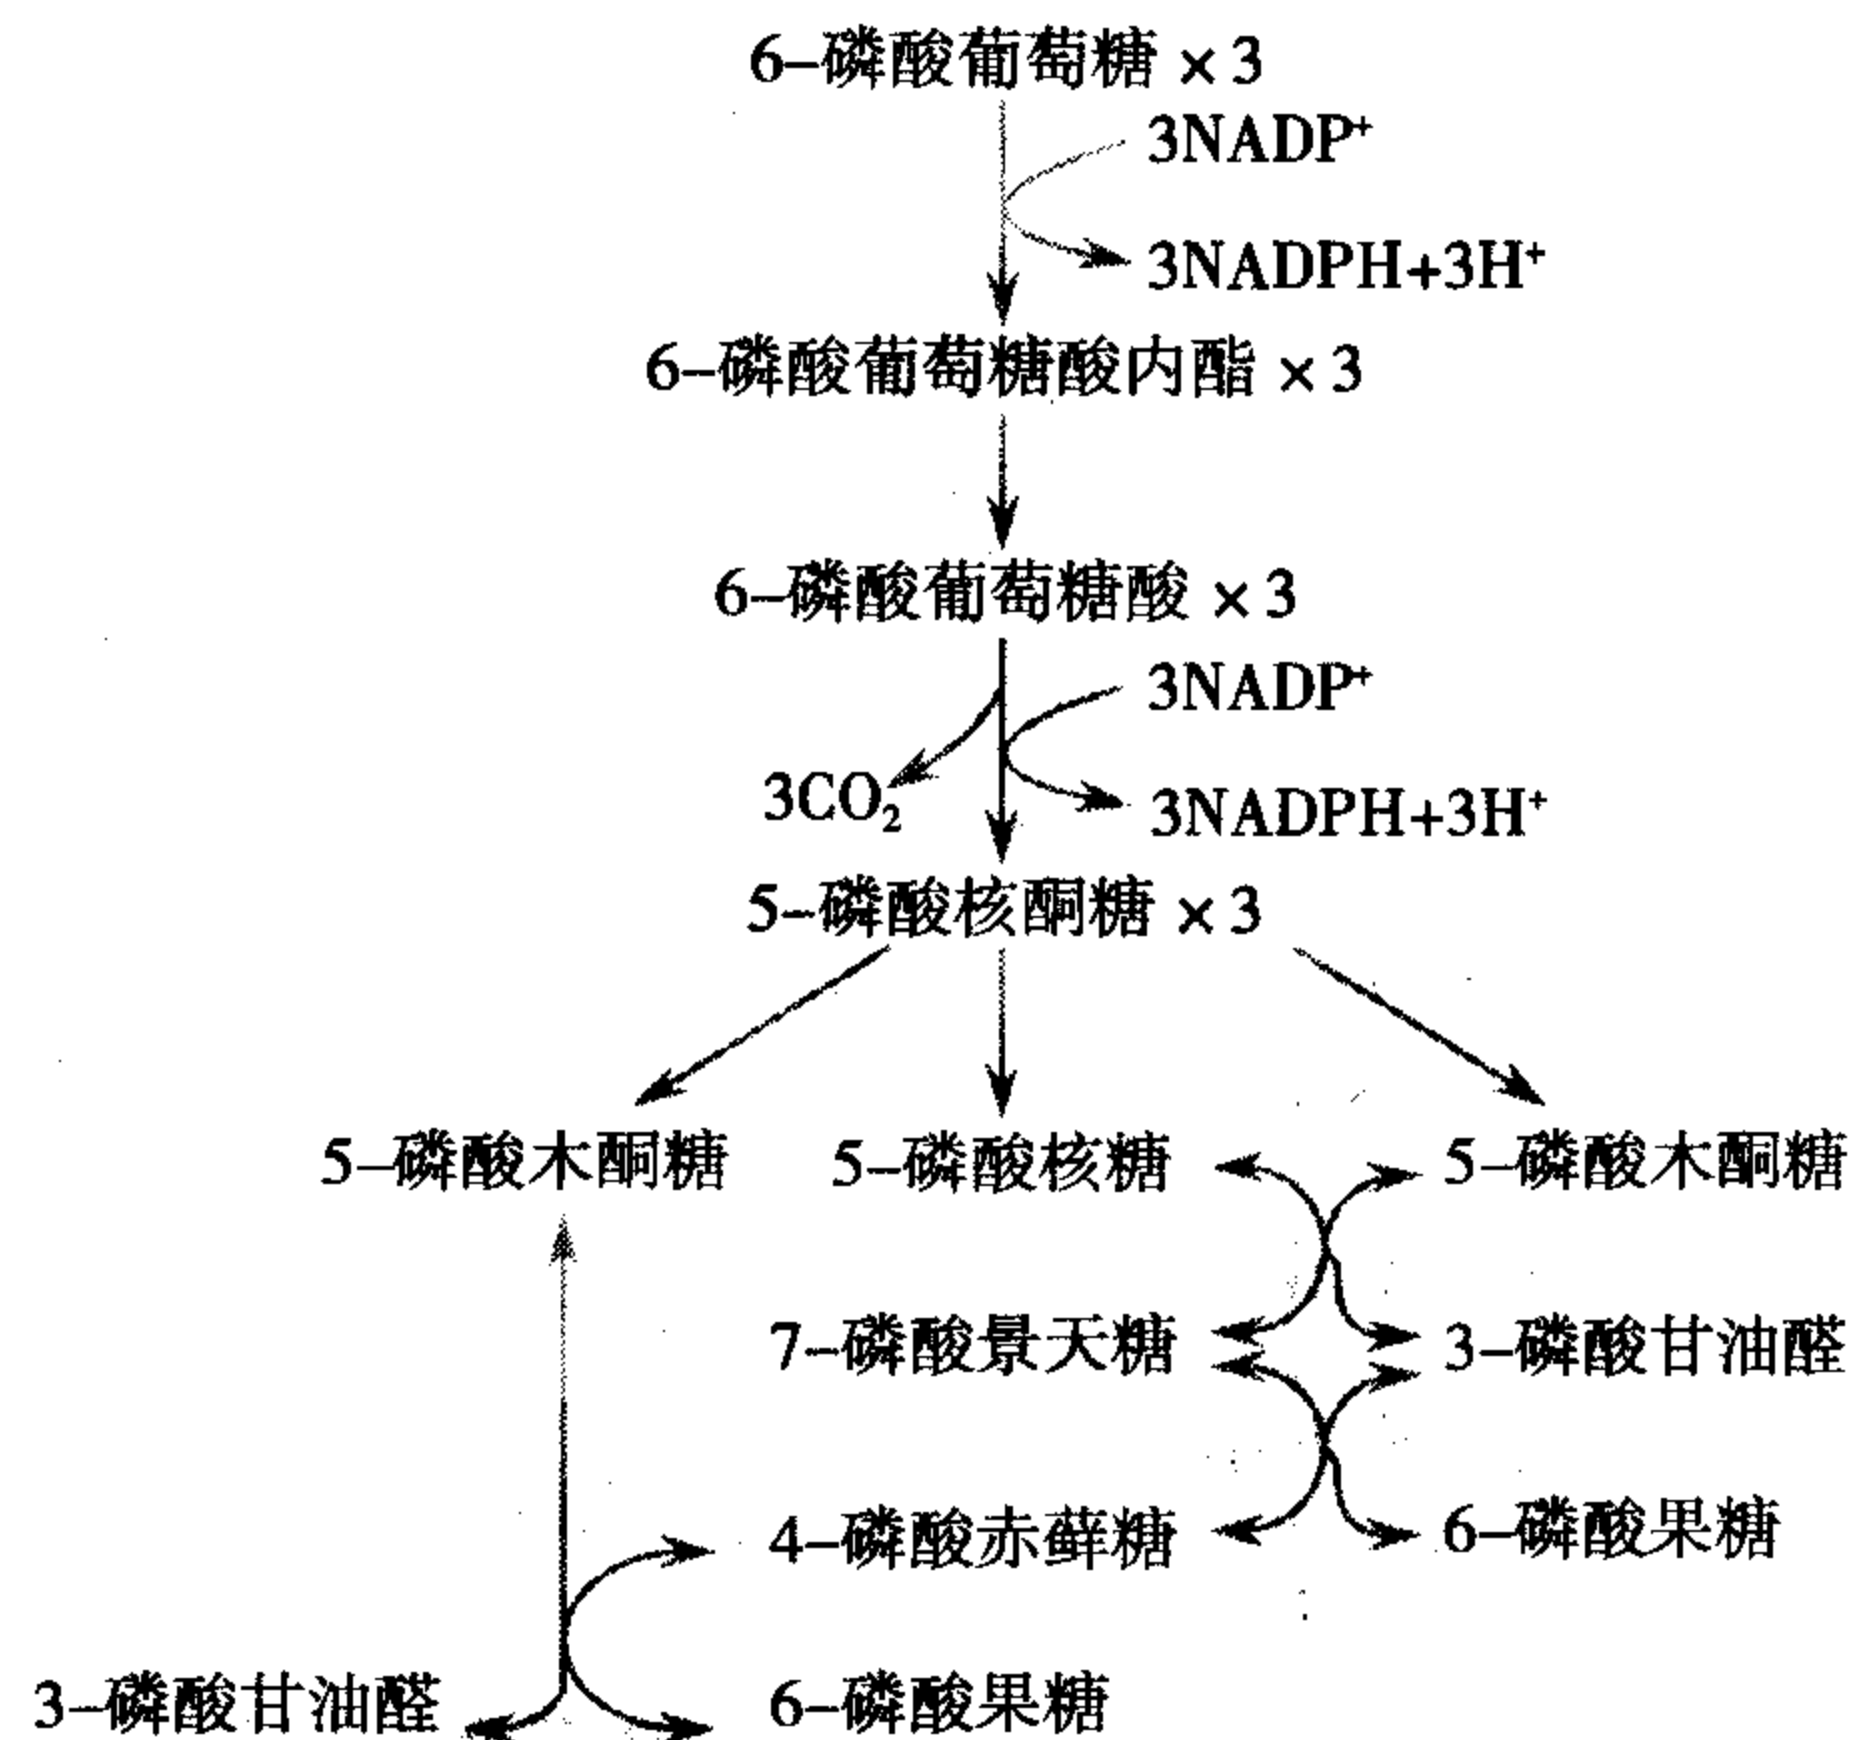 6-磷酸葡萄糖 × 3
3NADP⁺
3NADPH+3H⁺
6-磷酸葡萄糖酸内酯 × 3
6-磷酸葡萄糖酸 × 3
3NADP⁺
3CO₂
3NADPH+3H⁺
5-磷酸核酮糖 × 3
5-磷酸木酮糖 5-磷酸核糖 5-磷酸木酮糖
7-磷酸景天糖 3-磷酸甘油醛
4-磷酸赤藓糖 6-磷酸果糖
3-磷酸甘油醛 6-磷酸果糖